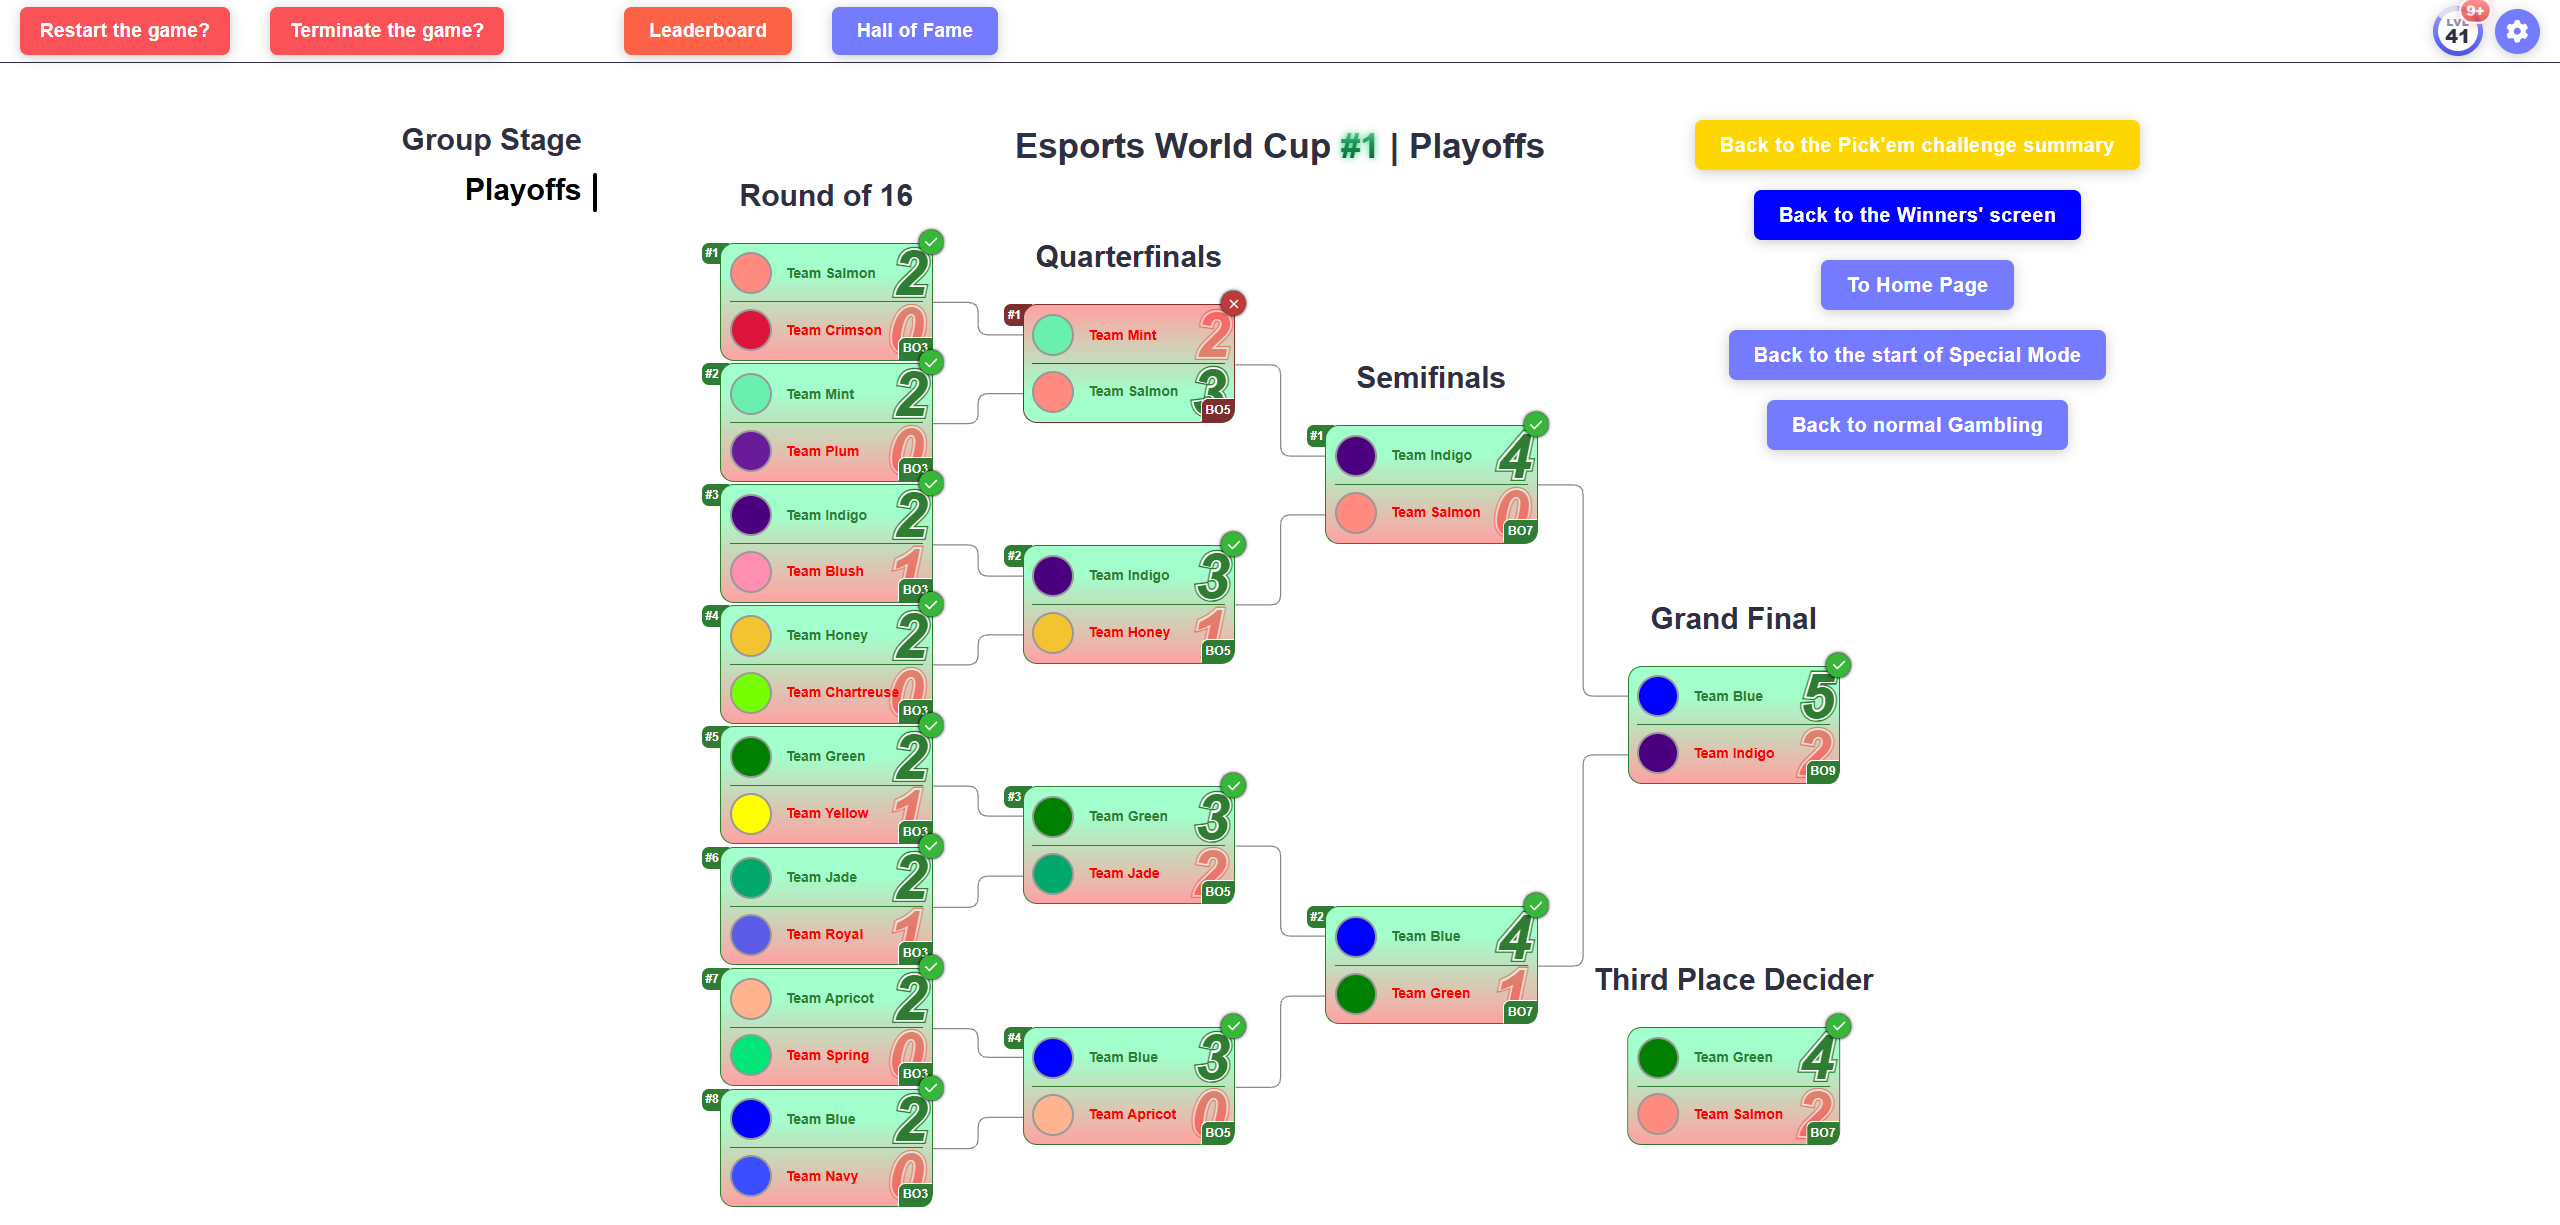 Restart the game?
Terminate the game?
Leaderboard
Hall of Fame
9+
LVL
41
Group Stage
Playoffs
Esports World Cup #1 | Playoffs
Back to the Pick'em challenge summary
Back to the Winners' screen
To Home Page
Back to the start of Special Mode
Back to normal Gambling
Round of 16
#1
Team Salmon 2
Team Crimson 0
BO3
#2
Team Mint 2
Team Plum 0
BO3
#3
Team Indigo 2
Team Blush 1
BO3
#4
Team Honey 2
Team Chartreuse 0
BO3
#5
Team Green 2
Team Yellow 1
BO3
#6
Team Jade 2
Team Royal 1
BO3
#7
Team Apricot 2
Team Spring 0
BO3
#8
Team Blue 2
Team Navy 0
BO3
Quarterfinals
#1
Team Mint 2
Team Salmon 3
BO5
#2
Team Indigo 3
Team Honey 1
BO5
#3
Team Green 3
Team Jade 2
BO5
#4
Team Blue 3
Team Apricot 0
BO5
Semifinals
#1
Team Indigo 4
Team Salmon 0
BO7
#2
Team Blue 4
Team Green 1
BO7
Grand Final
Team Blue 5
Team Indigo 2
BO9
Third Place Decider
Team Green 4
Team Salmon 2
BO7